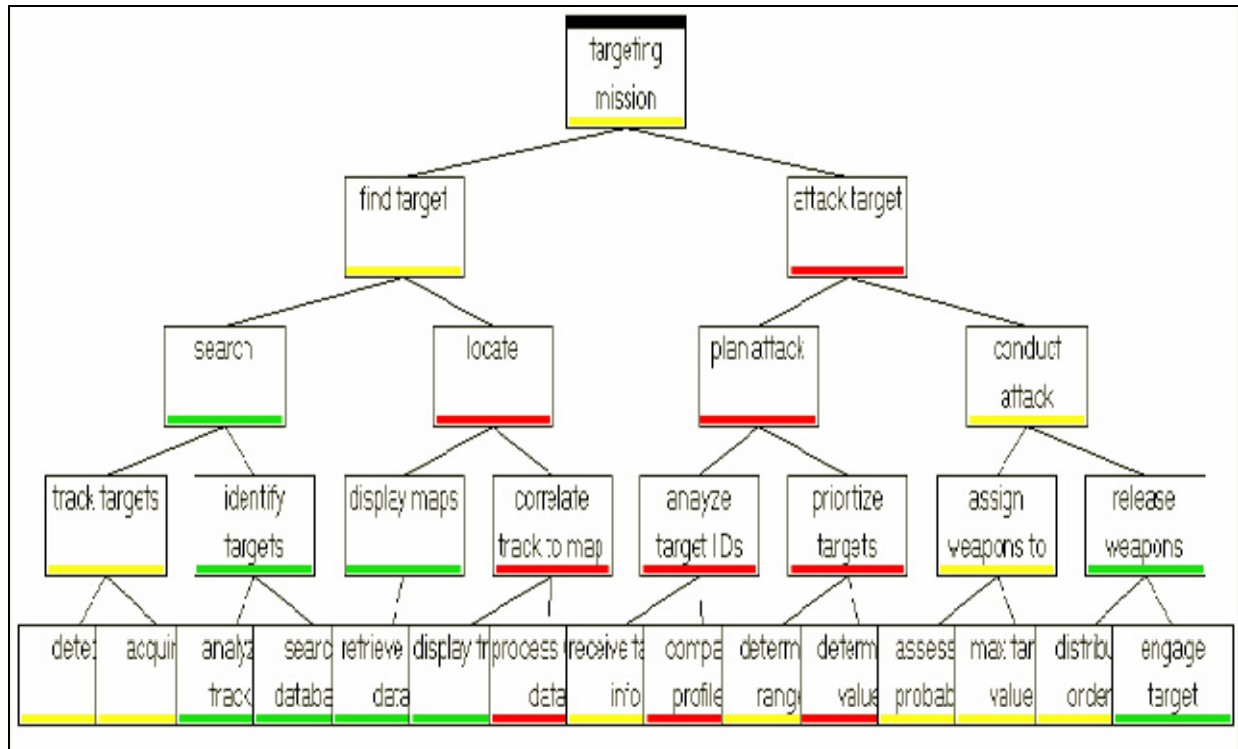 targeting
mission
find target
attack target
search
locate
plan attack
conduct
attack
track targets
identify
targets
display maps
correlate
track to map
anayze
target IDs
prioritize
targets
assign
weapons to
release
weapons
acquir
analyz
track
searc
databa
retrieve
data
display tr
process
data
receive ta
info
compa
profile
determ
rang
determ
value
assess
probab
max tar
value
distribu
order
engage
target